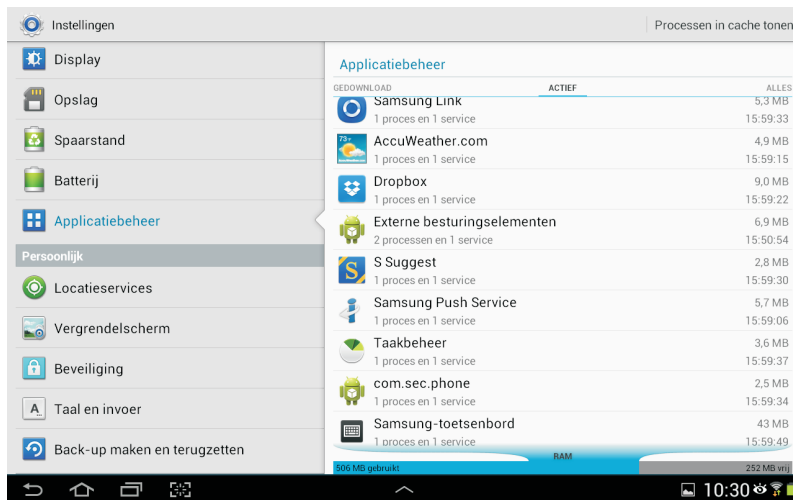 Instellingen
Processen in cache tonen
Display
Opslag
Spaarstand
Batterij
Applicatiebeheer
Persoonlijk
Locatieservices
Vergrendelscherm
Beveiliging
A
Taal en invoer
Back-up maken en terugzetten
Applicatiebeheer
GEDOWNLOAD
ACTIEF
ALLES
Samsung Link
5,3 MB
1 proces en 1 service
15:59:33
73°
AccuWeather.com
4,9 MB
1 proces en 1 service
15:59:15
Dropbox
9,0 MB
1 proces en 1 service
15:59:22
Externe besturingselementen
6,9 MB
2 processen en 1 service
15:50:54
S
S Suggest
2,8 MB
1 proces en 1 service
15:59:30
Samsung Push Service
5,7 MB
1 proces en 1 service
15:59:06
Taakbeheer
3,6 MB
1 proces en 1 service
15:59:37
com.sec.phone
2,5 MB
1 proces en 1 service
15:59:34
Samsung-toetsenbord
43 MB
1 proces en 1 service
15:59:49
RAM
506 MB gebruikt
252 MB vrij
10:30